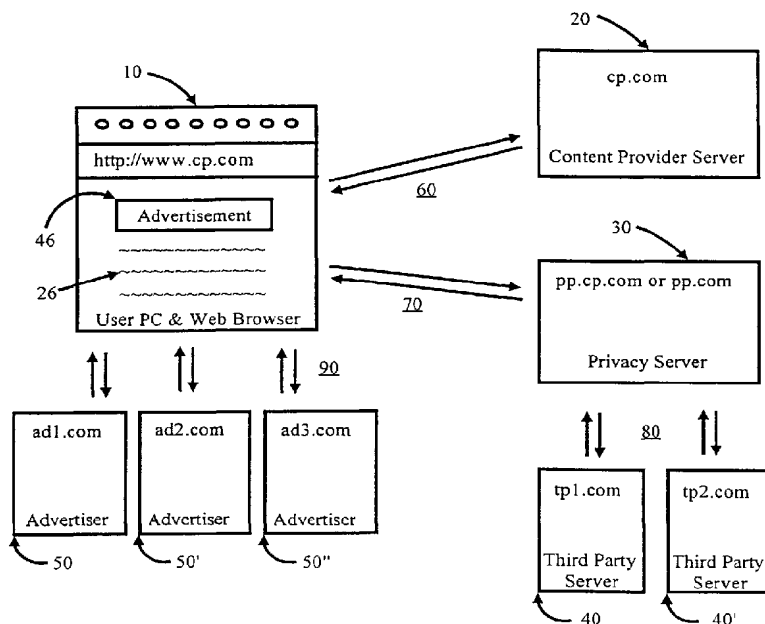 20
10
cp.com
http://www.cp.com
Content Provider Server
60
Advertisement
46
30
26
pp.cp.com or pp.com
70
User PC & Web Browser
Privacy Server
90
80
ad1.com
ad2.com
ad3.com
tp1.com
tp2.com
Advertiser
Advertiser
Advertiser
Third Party
Server
Third Party
Server
50
50'
50"
40
40'